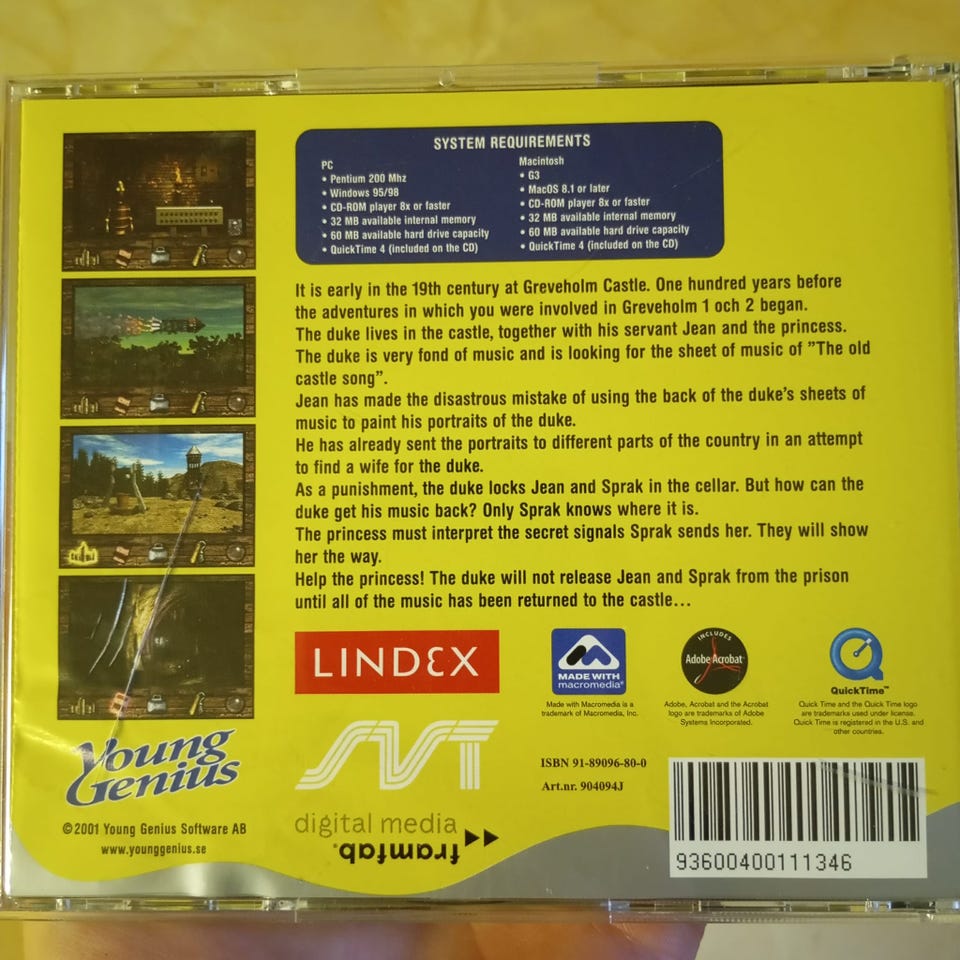 SYSTEM REQUIREMENTS
PC
• Pentium 200 Mhz
• Windows 95/98
• CD-ROM player 8x or faster
• 32 MB available internal memory
• 60 MB available hard drive capacity
• QuickTime 4 (included on the CD)
Macintosh
• G3
• MacOS 8.1 or later
• CD-ROM player 8x or faster
• 32 MB available internal memory
• 60 MB available hard drive capacity
• QuickTime 4 (included on the CD)
It is early in the 19th century at Greveholm Castle. One hundred years before
the adventures in which you were involved in Greveholm 1 och 2 began.
The duke lives in the castle, together with his servant Jean and the princess.
The duke is very fond of music and is looking for the sheet of music of ”The old
castle song”.
Jean has made the disastrous mistake of using the back of the duke’s sheets of
music to paint his portraits of the duke.
He has already sent the portraits to different parts of the country in an attempt
to find a wife for the duke.
As a punishment, the duke locks Jean and Sprak in the cellar. But how can the
duke get his music back? Only Sprak knows where it is.
The princess must interpret the secret signals Sprak sends her. They will show
her the way.
Help the princess! The duke will not release Jean and Sprak from the prison
until all of the music has been returned to the castle...
LINDEX
MADE WITH
macromedia®
Made with Macromedia is a
trademark of Macromedia, Inc.
INCLUDES
Adobe Acrobat®
Adobe, Acrobat and the Acrobat
logo are trademarks of Adobe
Systems Incorporated.
QuickTime™
Quick Time and the Quick Time logo
are trademarks used under license.
Quick Time is registered in the U.S. and
other countries.
Young
Genius
©2001 Young Genius Software AB
www.younggenius.se
SVT
digital media
framfab®
ISBN 91-89096-80-0
Art.nr. 904094J
93600400111346